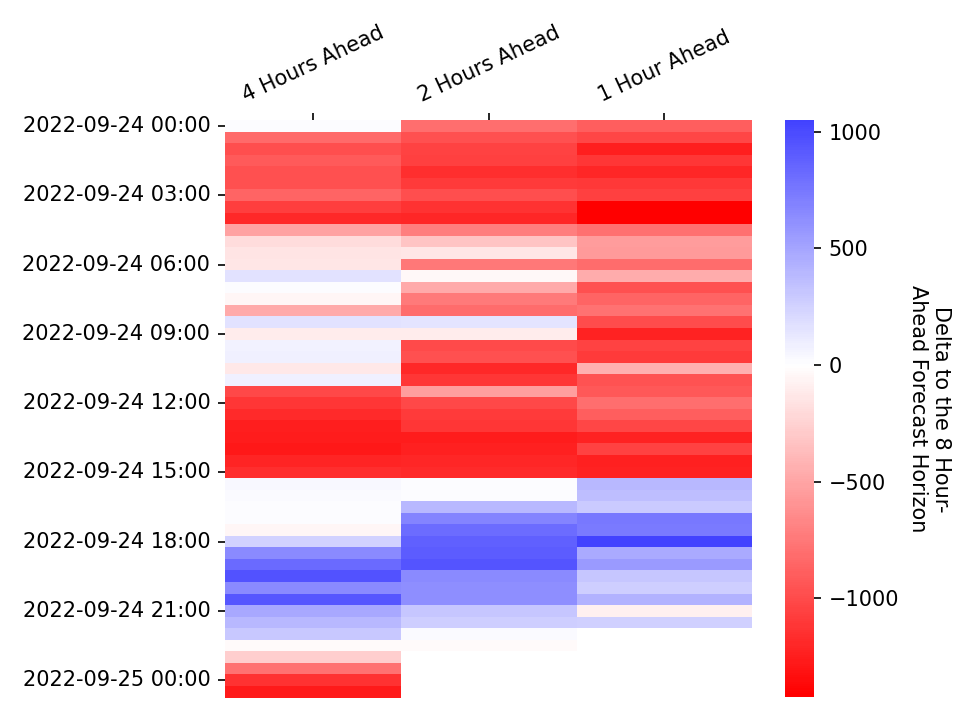 4 Hours Ahead
2 Hours Ahead
1 Hour Ahead
2022-09-24 00:00
2022-09-24 03:00
2022-09-24 06:00
2022-09-24 09:00
2022-09-24 12:00
2022-09-24 15:00
2022-09-24 18:00
2022-09-24 21:00
2022-09-25 00:00
1000
500
0
−500
−1000
Delta to the 8 Hour-
Ahead Forecast Horizon